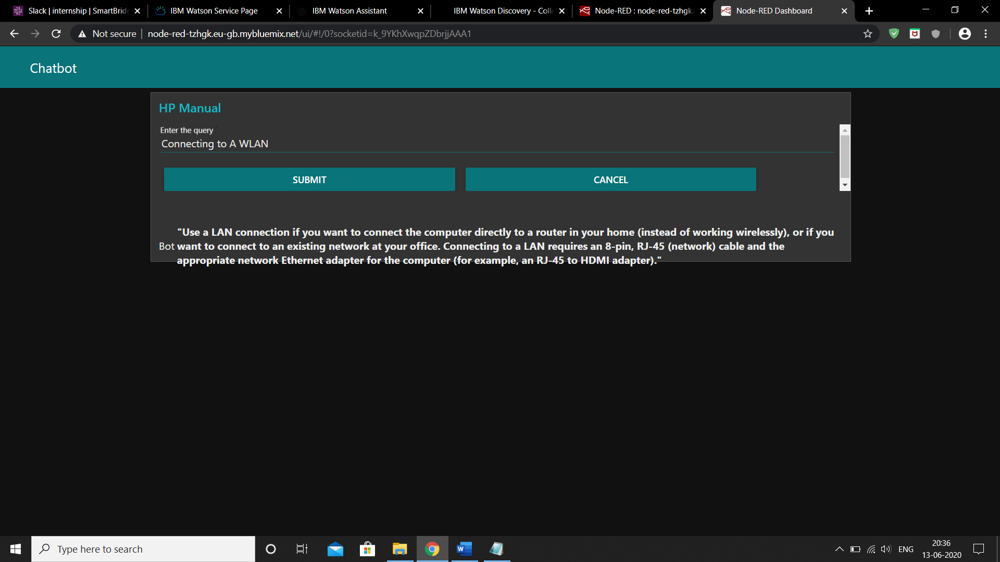 Slack | internship | SmartBridg
IBM Watson Service Page
IBM Watson Assistant
IBM Watson Discovery - Coll
Node-RED : node-red-tzhgk.
Node-RED Dashboard
Not secure
node-red-tzhgk.eu-gb.mybluemix.net/ui/#!/0?socketid=k_9YKhXwqpZDbrjjAAA1
Chatbot
HP Manual
Enter the query
Connecting to A WLAN
SUBMIT
CANCEL
"Use a LAN connection if you want to connect the computer directly to a router in your home (instead of working wirelessly), or if you
Bot want to connect to an existing network at your office. Connecting to a LAN requires an 8-pin, RJ-45 (network) cable and the
appropriate network Ethernet adapter for the computer (for example, an RJ-45 to HDMI adapter)."
Type here to search
ENG
20:36
13-06-2020